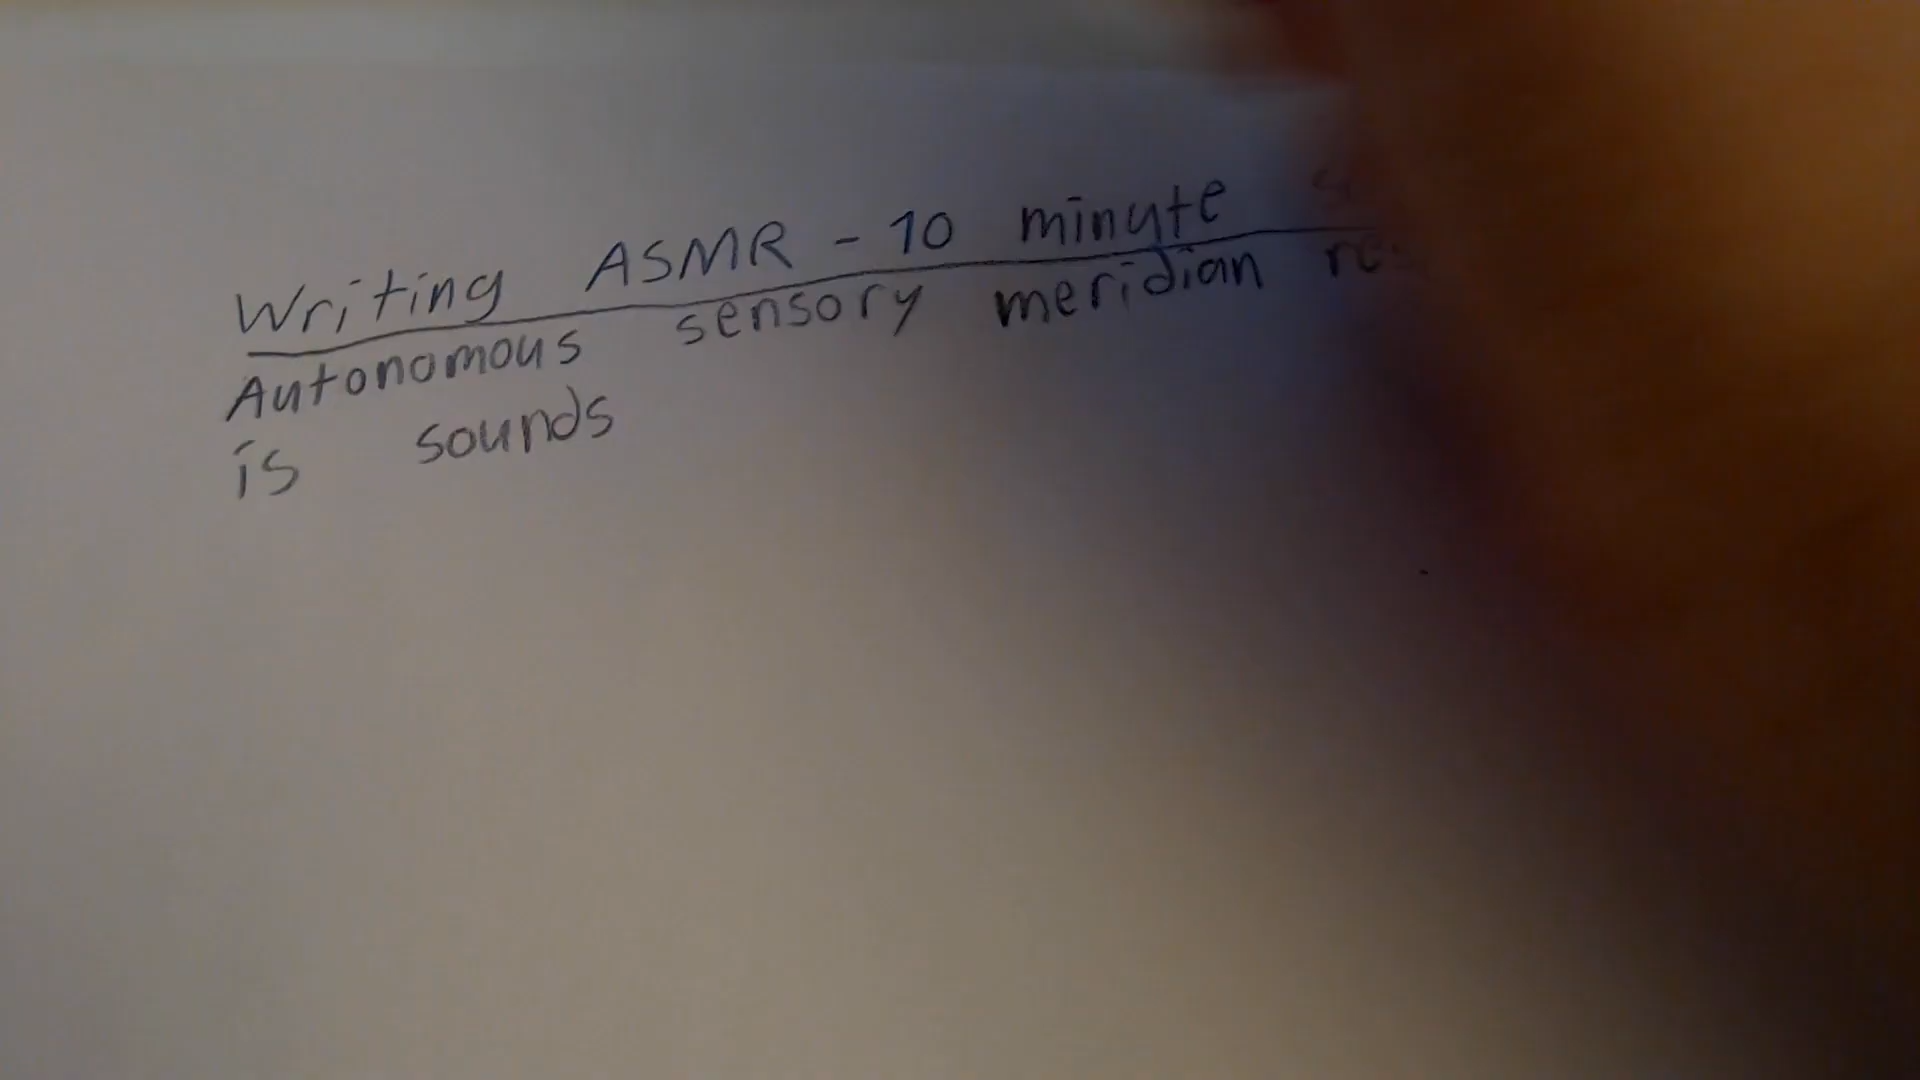 Writing ASMR - 10 minute
Autonomous sensory meridian
is sounds